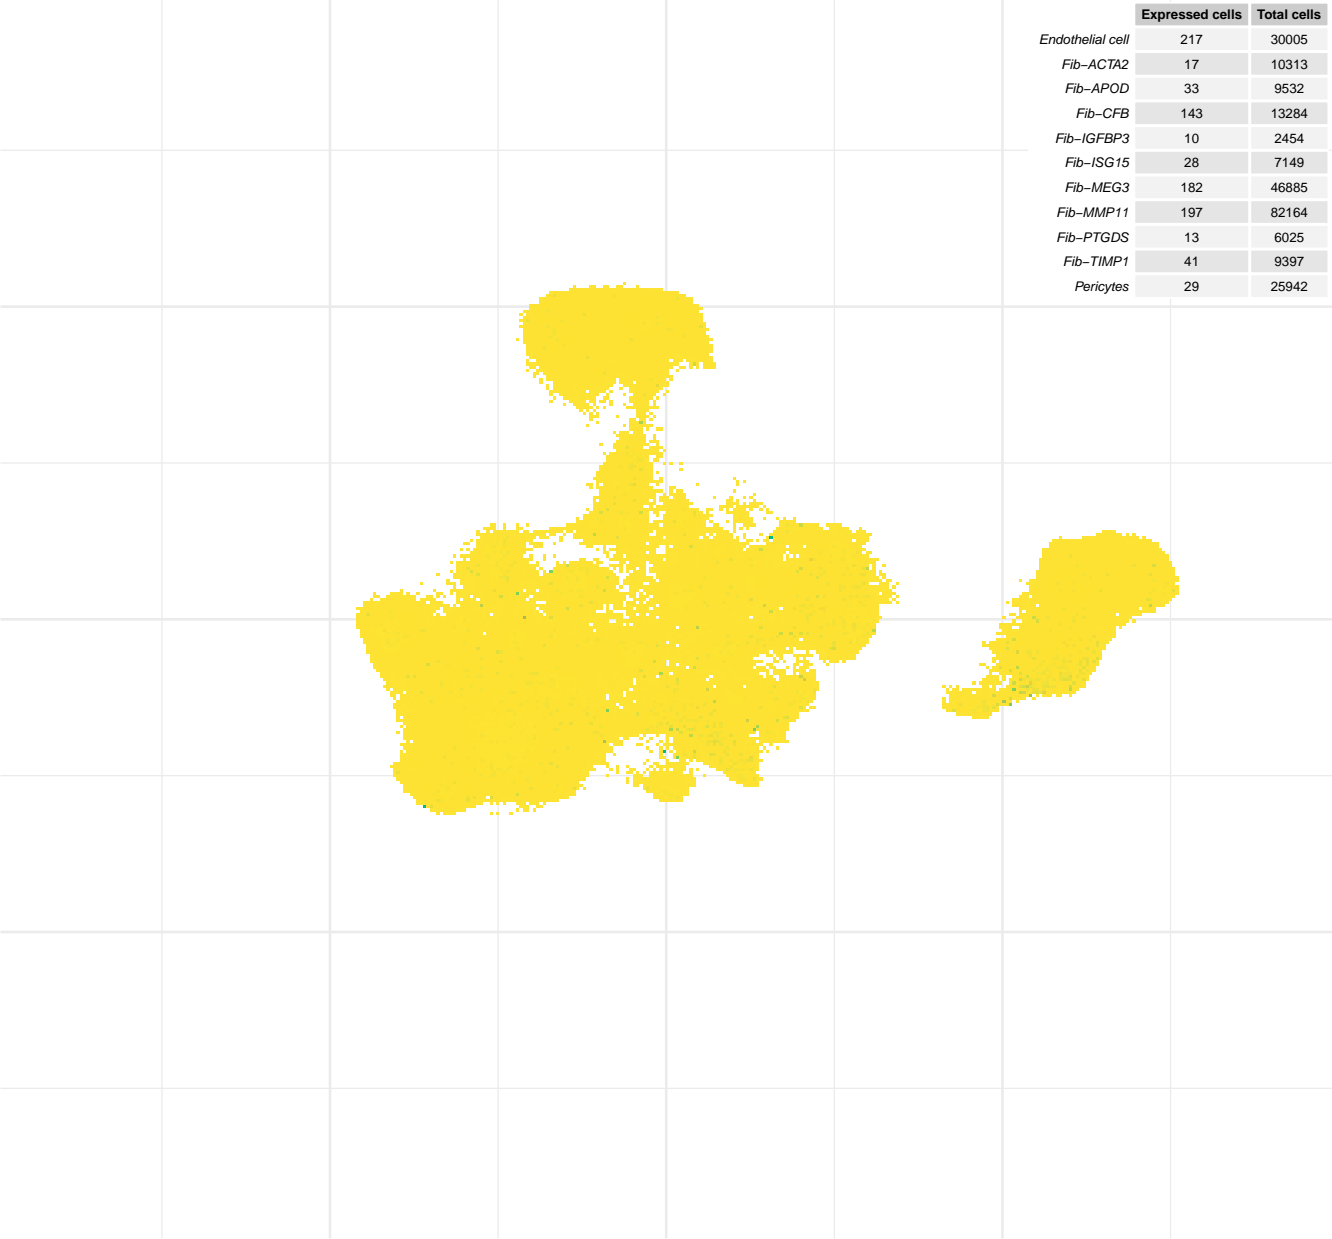 Expressed cells Total cells
Endothelial cell 217 30005
Fib−ACTA2 17 10313
Fib−APOD 33 9532
Fib−CFB 143 13284
Fib−IGFBP3 10 2454
Fib−ISG15 28 7149
Fib−MEG3 182 46885
Fib−MMP11 197 82164
Fib−PTGDS 13 6025
Fib−TIMP1 41 9397
Pericytes 29 25942